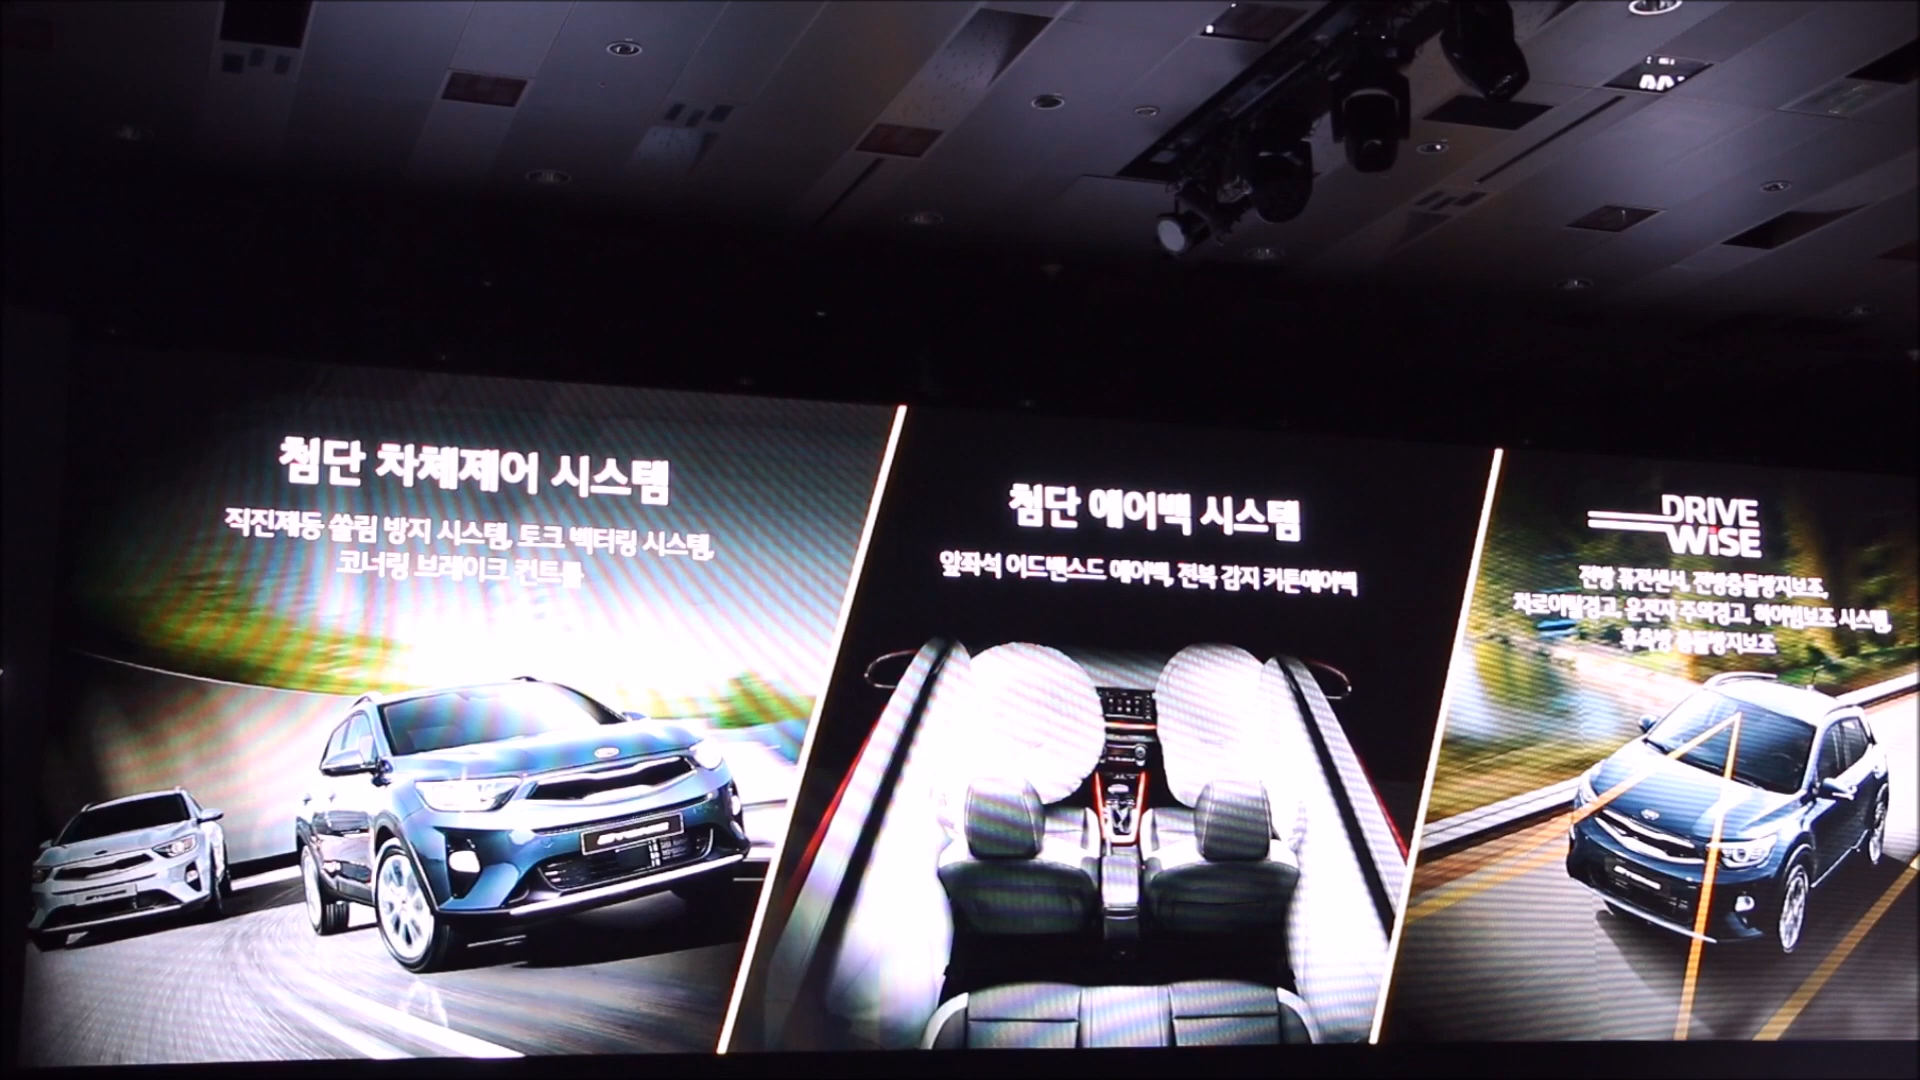 첨단 차체제어 시스템
직진제동 쏠림 방지 시스템, 토크 벡터링 시스템,
코너링 브레이크 컨트롤
첨단 에어백 시스템
앞좌석 어드밴스드 에어백, 전복 감지 커튼에어백
DRIVE
WiSE
전방 퓨전센서, 전방충돌방지보조,
차로이탈경고, 운전자 주의경고, 하이빔보조 시스템,
후측방 충돌방지보조
STONIC